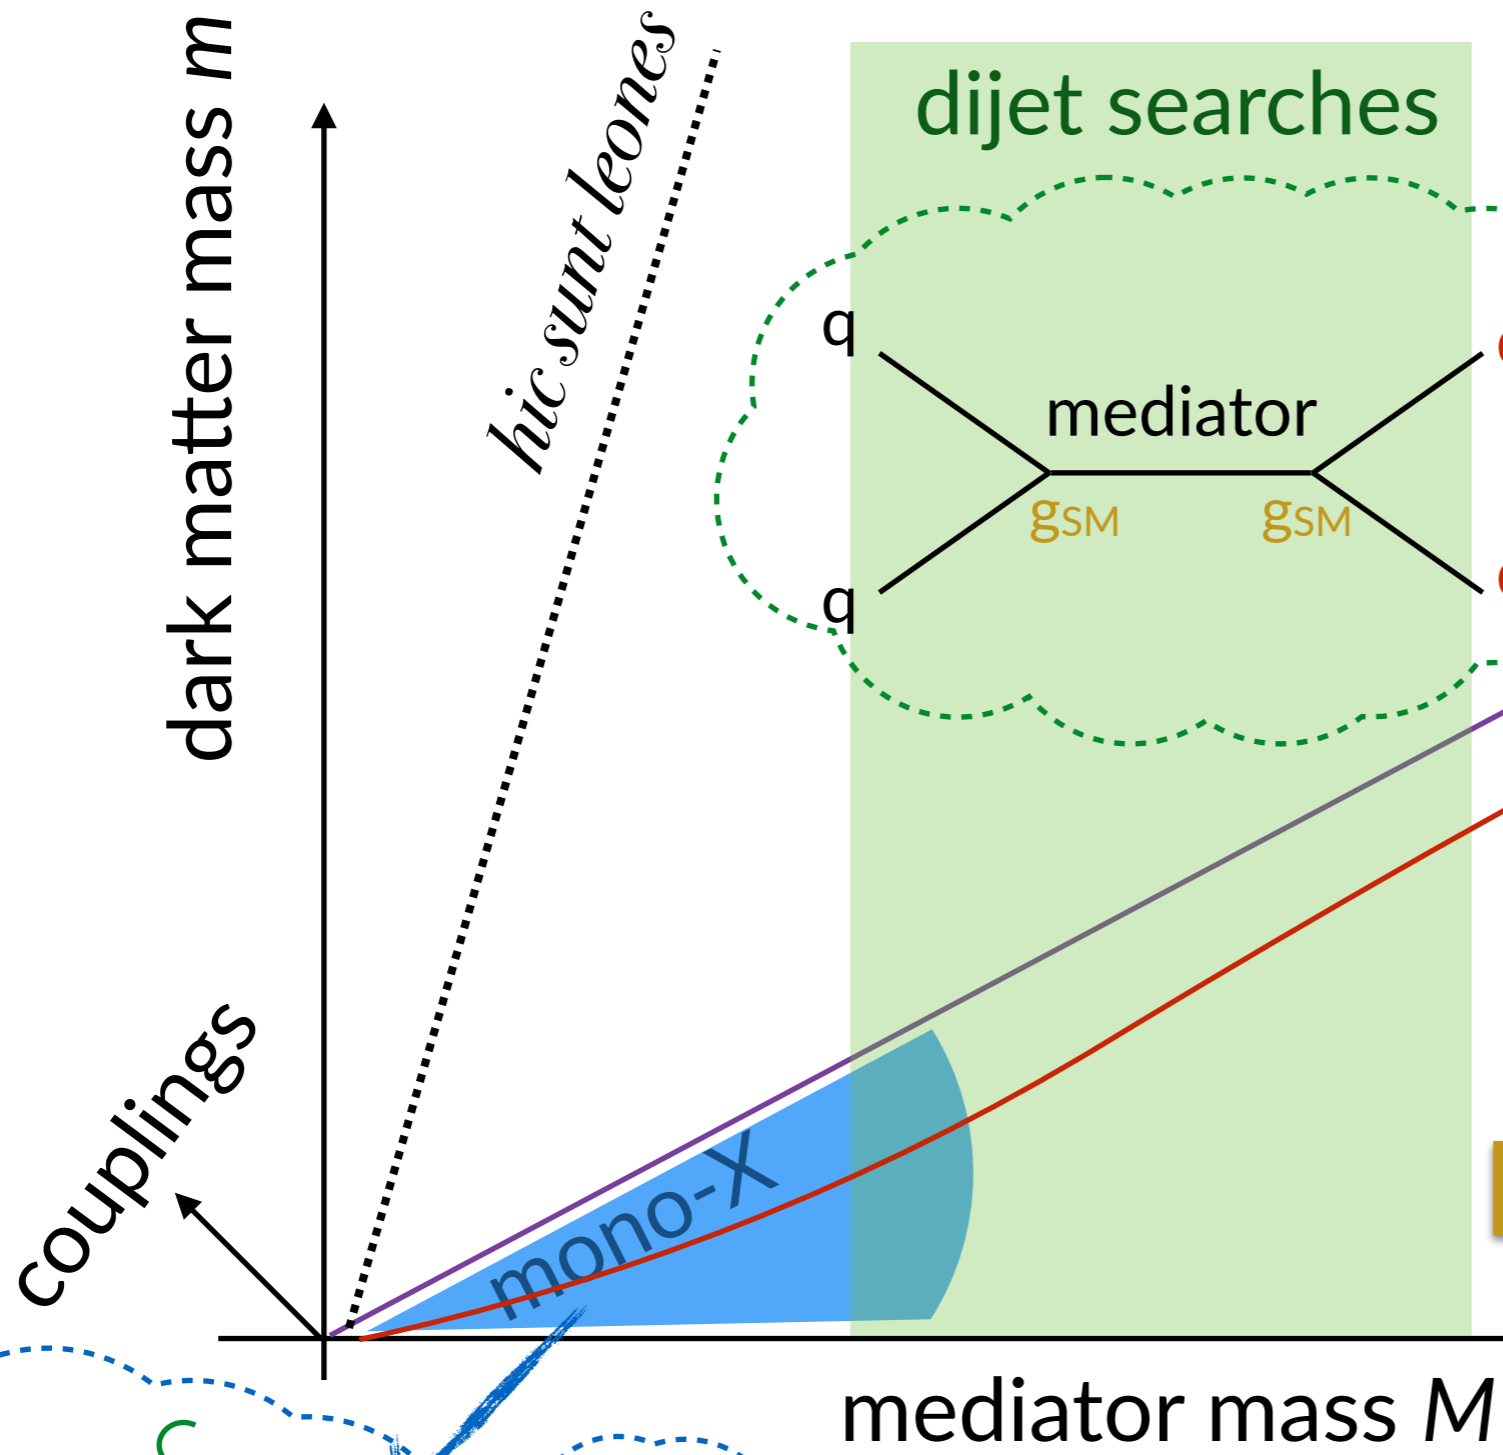 dark matter mass m
hic sunt leones
dijet searches
q
mediator
gSM
gSM
q
couplings
mono-X
mediator mass M